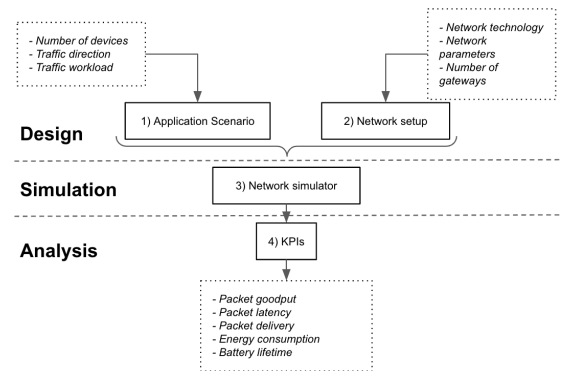 - Number of devices
- Traffic direction
- Traffic workload
- Network technology
- Network
parameters
- Number of
gateways
1) Application Scenario
2) Network setup
Design
Simulation
3) Network simulator
Analysis
4) KPIs
- Packet goodput
- Packet latency
- Packet delivery
- Energy consumption
- Battery lifetime